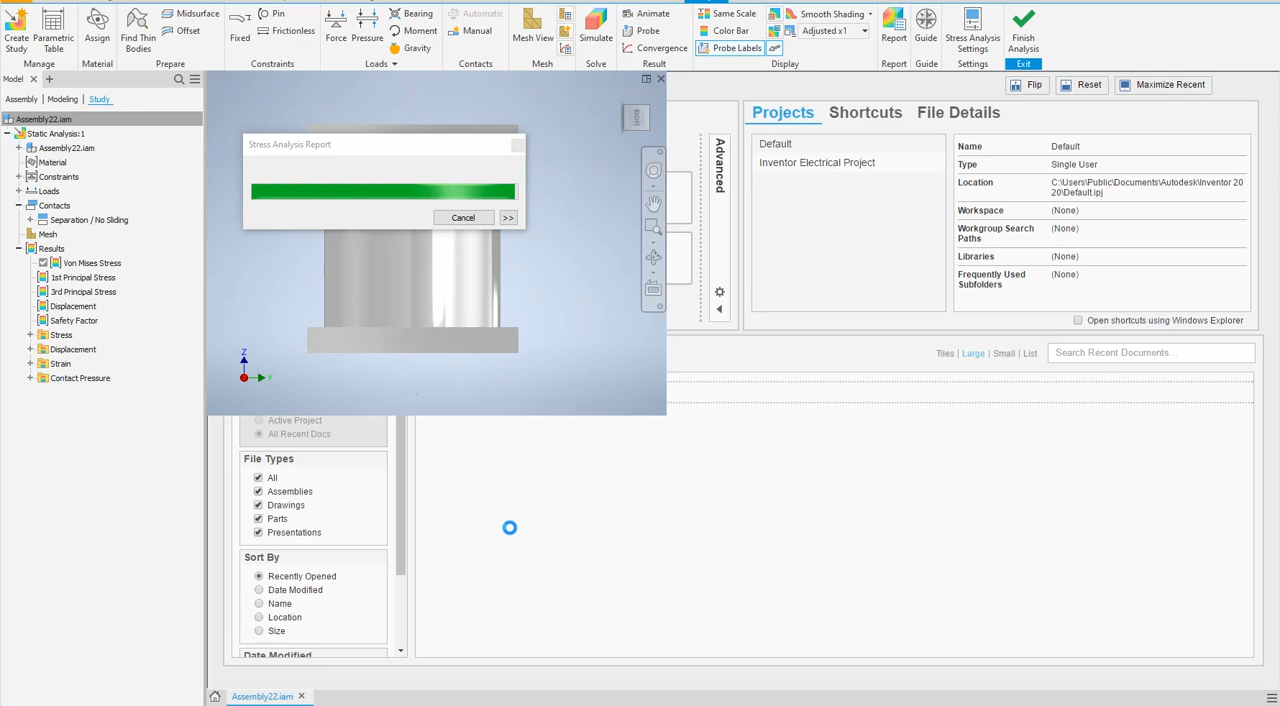 Create Study
Parametric Table
Manage
Assign
Material
Find Thin Bodies
Midsurface
Offset
Prepare
Fixed
Pin
Frictionless
Constraints
Force
Pressure
Bearing
Moment
Gravity
Loads
Automatic
Manual
Contacts
Mesh View
Mesh
Simulate
Solve
Animate
Probe
Convergence
Result
Same Scale
Color Bar
Probe Labels
Smooth Shading
Adjusted x1
Display
Report
Report
Guide
Guide
Stress Analysis Settings
Settings
Finish Analysis
Exit
Model
Assembly
Modeling
Study
Assembly22.iam
Static Analysis:1
Assembly22.iam
Material
Constraints
Loads
Contacts
Separation / No Sliding
Mesh
Results
Von Mises Stress
1st Principal Stress
3rd Principal Stress
Displacement
Safety Factor
Stress
Displacement
Strain
Contact Pressure
Stress Analysis Report
Cancel
>>
RIGHT
Z
Y
Advanced
Flip
Reset
Maximize Recent
Projects
Shortcuts
File Details
Default
Inventor Electrical Project
Name Default
Type Single User
Location C:\Users\Public\Documents\Autodesk\Inventor 20
20\Default.ipj
Workspace (None)
Workgroup Search (None)
Paths
Libraries (None)
Frequently Used (None)
Subfolders
Open shortcuts using Windows Explorer
Tiles Large Small List
Search Recent Documents...
Active Project
All Recent Docs
File Types
All
Assemblies
Drawings
Parts
Presentations
Sort By
Recently Opened
Date Modified
Name
Location
Size
Date Modified
Assembly22.iam